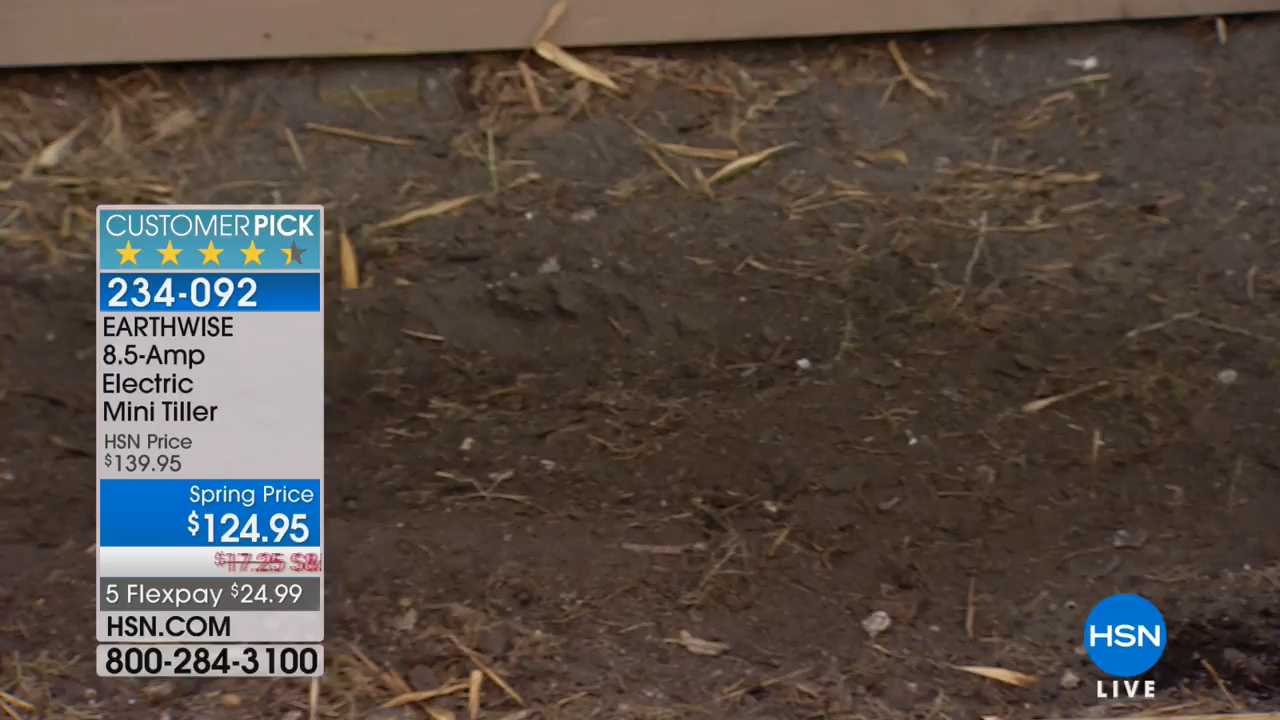 CUSTOMER PICK
234-092
EARTHWISE
8.5-Amp
Electric
Mini Tiller
HSN Price
$139.95
Spring Price
$124.95
$17.25
5 Flexpay $24.99
HSN.COM
800-284-3100
HSN
LIVE